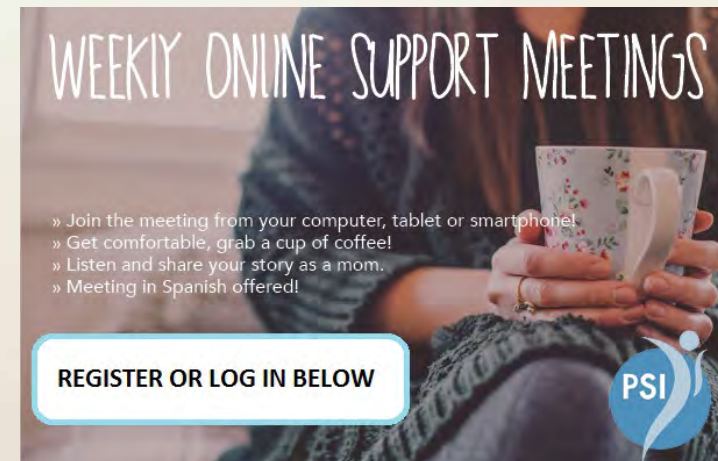 WEEKLY ONLINE SUPPORT MEETINGS
» Join the meeting from your computer, tablet or smartphone!
» Get comfortable, grab a cup of coffee!
» Listen and share your story as a mom.
» Meeting in Spanish offered!
REGISTER OR LOG IN BELOW
PSI